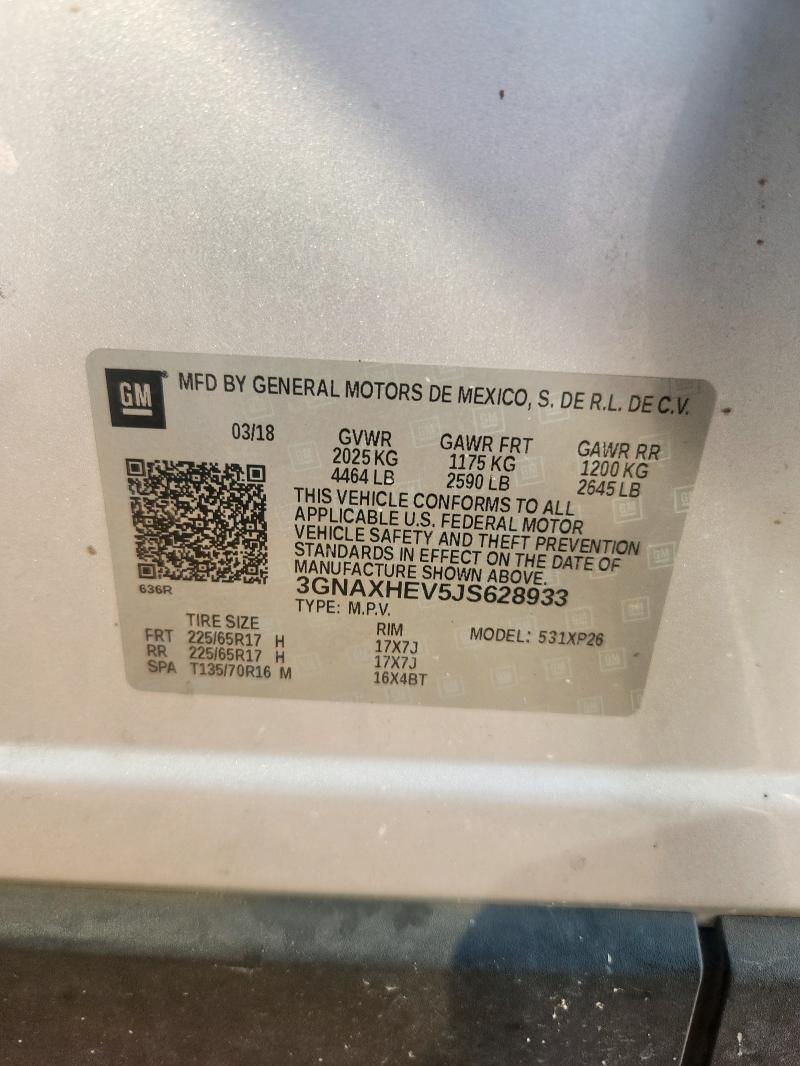 GM® MFD BY GENERAL MOTORS DE MEXICO, S. DE R.L. DE C.V.
03/18 GVWR GAWR FRT GAWR RR
2025 KG 1175 KG 1200 KG
4464 LB 2590 LB 2645 LB
THIS VEHICLE CONFORMS TO ALL
APPLICABLE U.S. FEDERAL MOTOR
VEHICLE SAFETY AND THEFT PREVENTION
STANDARDS IN EFFECT ON THE DATE OF
MANUFACTURE SHOWN ABOVE.
636R 3GNAXHEV5JS628933
TYPE: M.P.V.
TIRE SIZE RIM MODEL: 531XP26
FRT 225/65R17 H 17X7J
RR 225/65R17 H 17X7J
SPA T135/70R16 M 16X4BT